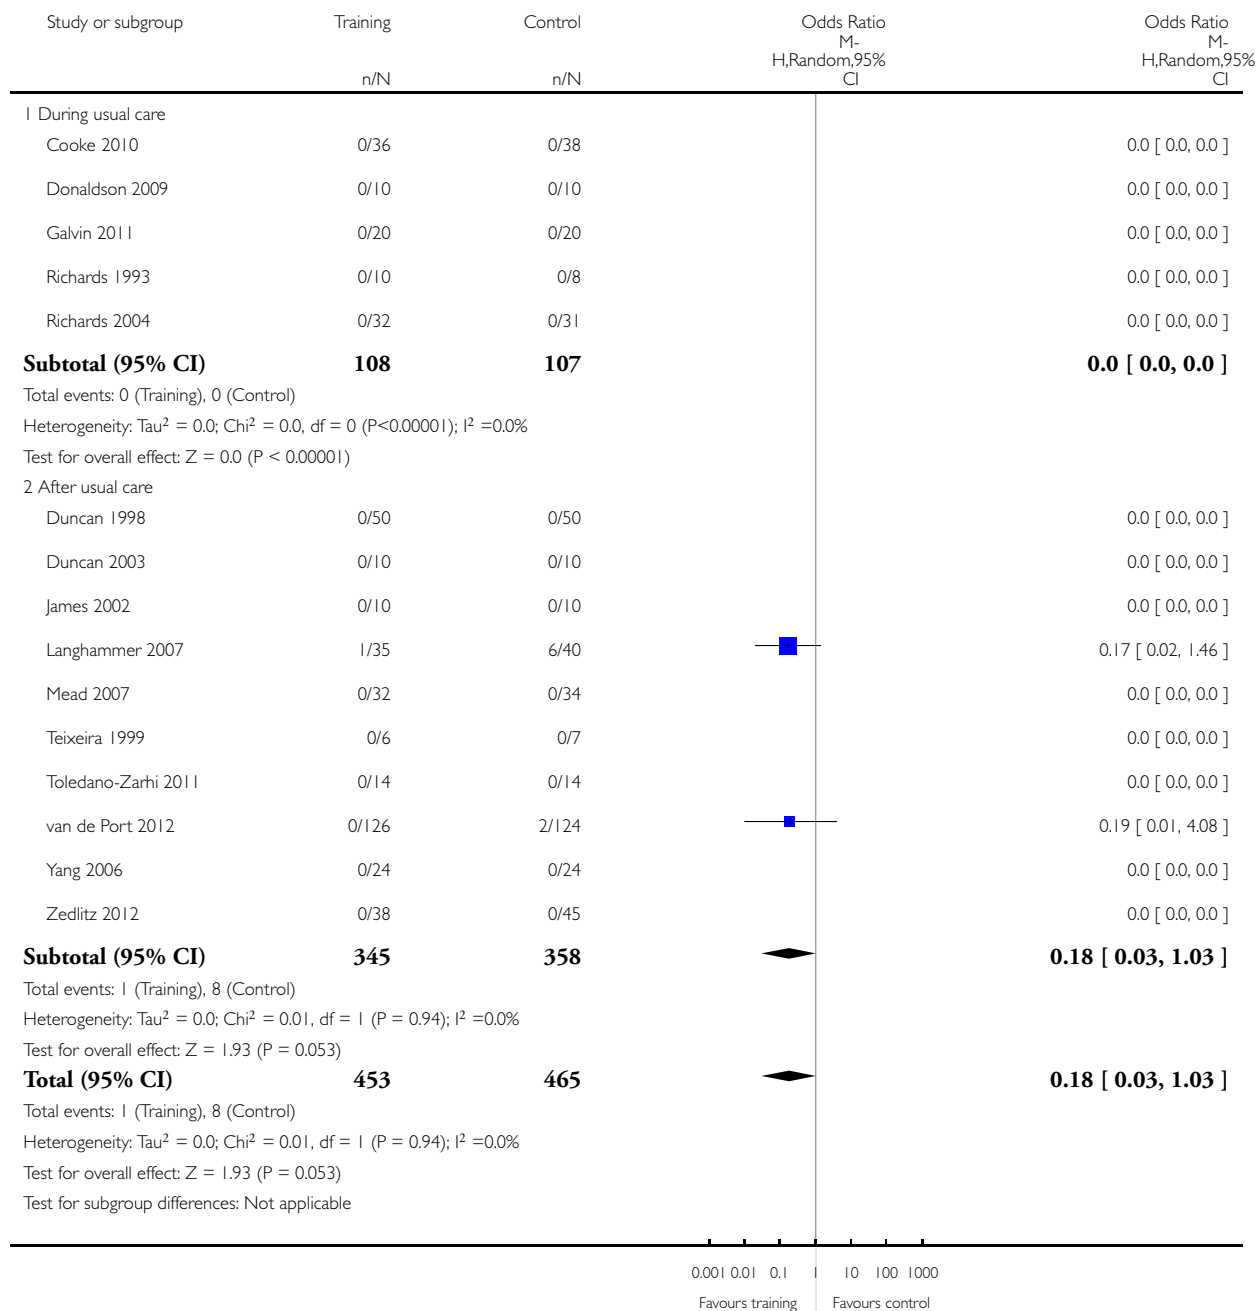 Study or subgroup Training Control Odds Ratio Odds Ratio
M- M-
H,Random,95% H,Random,95%
n/N n/N CI CI
1 During usual care
Cooke 2010 0/36 0/38 0.0 [ 0.0, 0.0 ]
Donaldson 2009 0/10 0/10 0.0 [ 0.0, 0.0 ]
Galvin 2011 0/20 0/20 0.0 [ 0.0, 0.0 ]
Richards 1993 0/10 0/8 0.0 [ 0.0, 0.0 ]
Richards 2004 0/32 0/31 0.0 [ 0.0, 0.0 ]
Subtotal (95% CI) 108 107 0.0 [ 0.0, 0.0 ]
Total events: 0 (Training), 0 (Control)
Heterogeneity: Tau² = 0.0; Chi² = 0.0, df = 0 (P<0.00001); I² =0.0%
Test for overall effect: Z = 0.0 (P < 0.00001)
2 After usual care
Duncan 1998 0/50 0/50 0.0 [ 0.0, 0.0 ]
Duncan 2003 0/10 0/10 0.0 [ 0.0, 0.0 ]
James 2002 0/10 0/10 0.0 [ 0.0, 0.0 ]
Langhammer 2007 1/35 6/40 0.17 [ 0.02, 1.46 ]
Mead 2007 0/32 0/34 0.0 [ 0.0, 0.0 ]
Teixeira 1999 0/6 0/7 0.0 [ 0.0, 0.0 ]
Toledano-Zarhi 2011 0/14 0/14 0.0 [ 0.0, 0.0 ]
van de Port 2012 0/126 2/124 0.19 [ 0.01, 4.08 ]
Yang 2006 0/24 0/24 0.0 [ 0.0, 0.0 ]
Zedlitz 2012 0/38 0/45 0.0 [ 0.0, 0.0 ]
Subtotal (95% CI) 345 358 0.18 [ 0.03, 1.03 ]
Total events: 1 (Training), 8 (Control)
Heterogeneity: Tau² = 0.0; Chi² = 0.01, df = 1 (P = 0.94); I² =0.0%
Test for overall effect: Z = 1.93 (P = 0.053)
Total (95% CI) 453 465 0.18 [ 0.03, 1.03 ]
Total events: 1 (Training), 8 (Control)
Heterogeneity: Tau² = 0.0; Chi² = 0.01, df = 1 (P = 0.94); I² =0.0%
Test for overall effect: Z = 1.93 (P = 0.053)
Test for subgroup differences: Not applicable
0.001 0.01 0.1 1 10 100 1000
Favours training Favours control